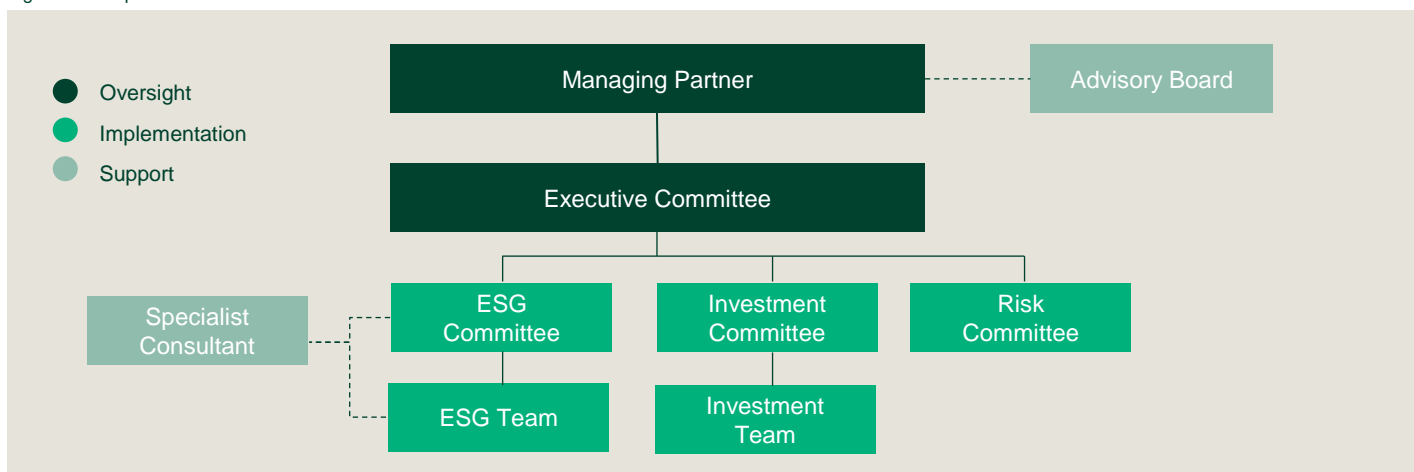 Managing Partner
Advisory Board
Oversight
Implementation
Support
Executive Committee
ESG
Committee
Investment
Committee
Risk
Committee
Specialist
Consultant
ESG Team
Investment
Team